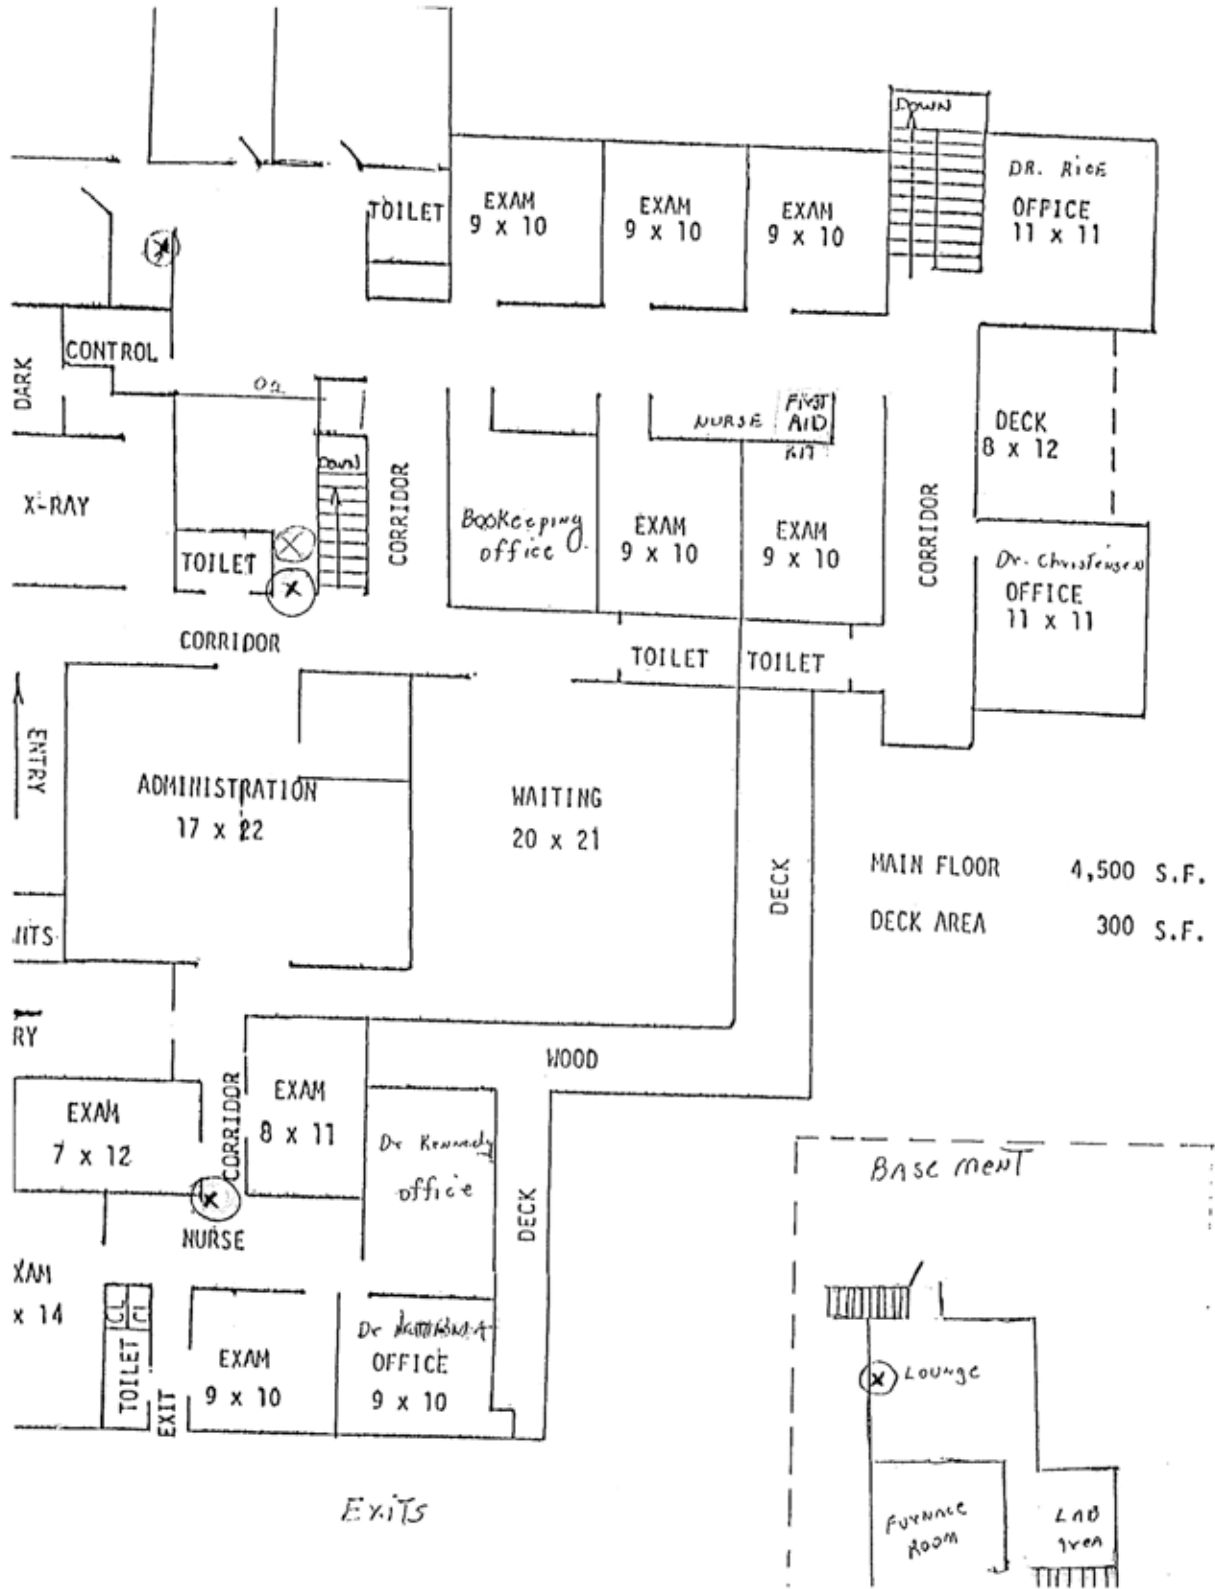 DOWN
DR. RICE
OFFICE
11 x 11
TOILET
EXAM
9 x 10
EXAM
9 x 10
EXAM
9 x 10
CONTROL
DARK
O2
NURSE
FIRST
AID
KIT
DECK
8 x 12
X-RAY
DOWN
CORRIDOR
BOOKeeping
office
EXAM
9 x 10
EXAM
9 x 10
CORRIDOR
Dr. Christensen
OFFICE
11 x 11
TOILET
CORRIDOR
TOILET
TOILET
ENTRY
ADMINISTRATION
17 x 22
WAITING
20 x 21
DECK
MAIN FLOOR 4,500 S.F.
DECK AREA 300 S.F.
NTS
RY
WOOD
EXAM
7 x 12
CORRIDOR
EXAM
8 x 11
Dr Kennedy
office
DECK
NURSE
XAM
x 14
CL
CL
TOILET
EXIT
EXAM
9 x 10
Dr
OFFICE
9 x 10
BASEMENT
LOUNGE
FURNACE
ROOM
LAB
AreA
EXiTS